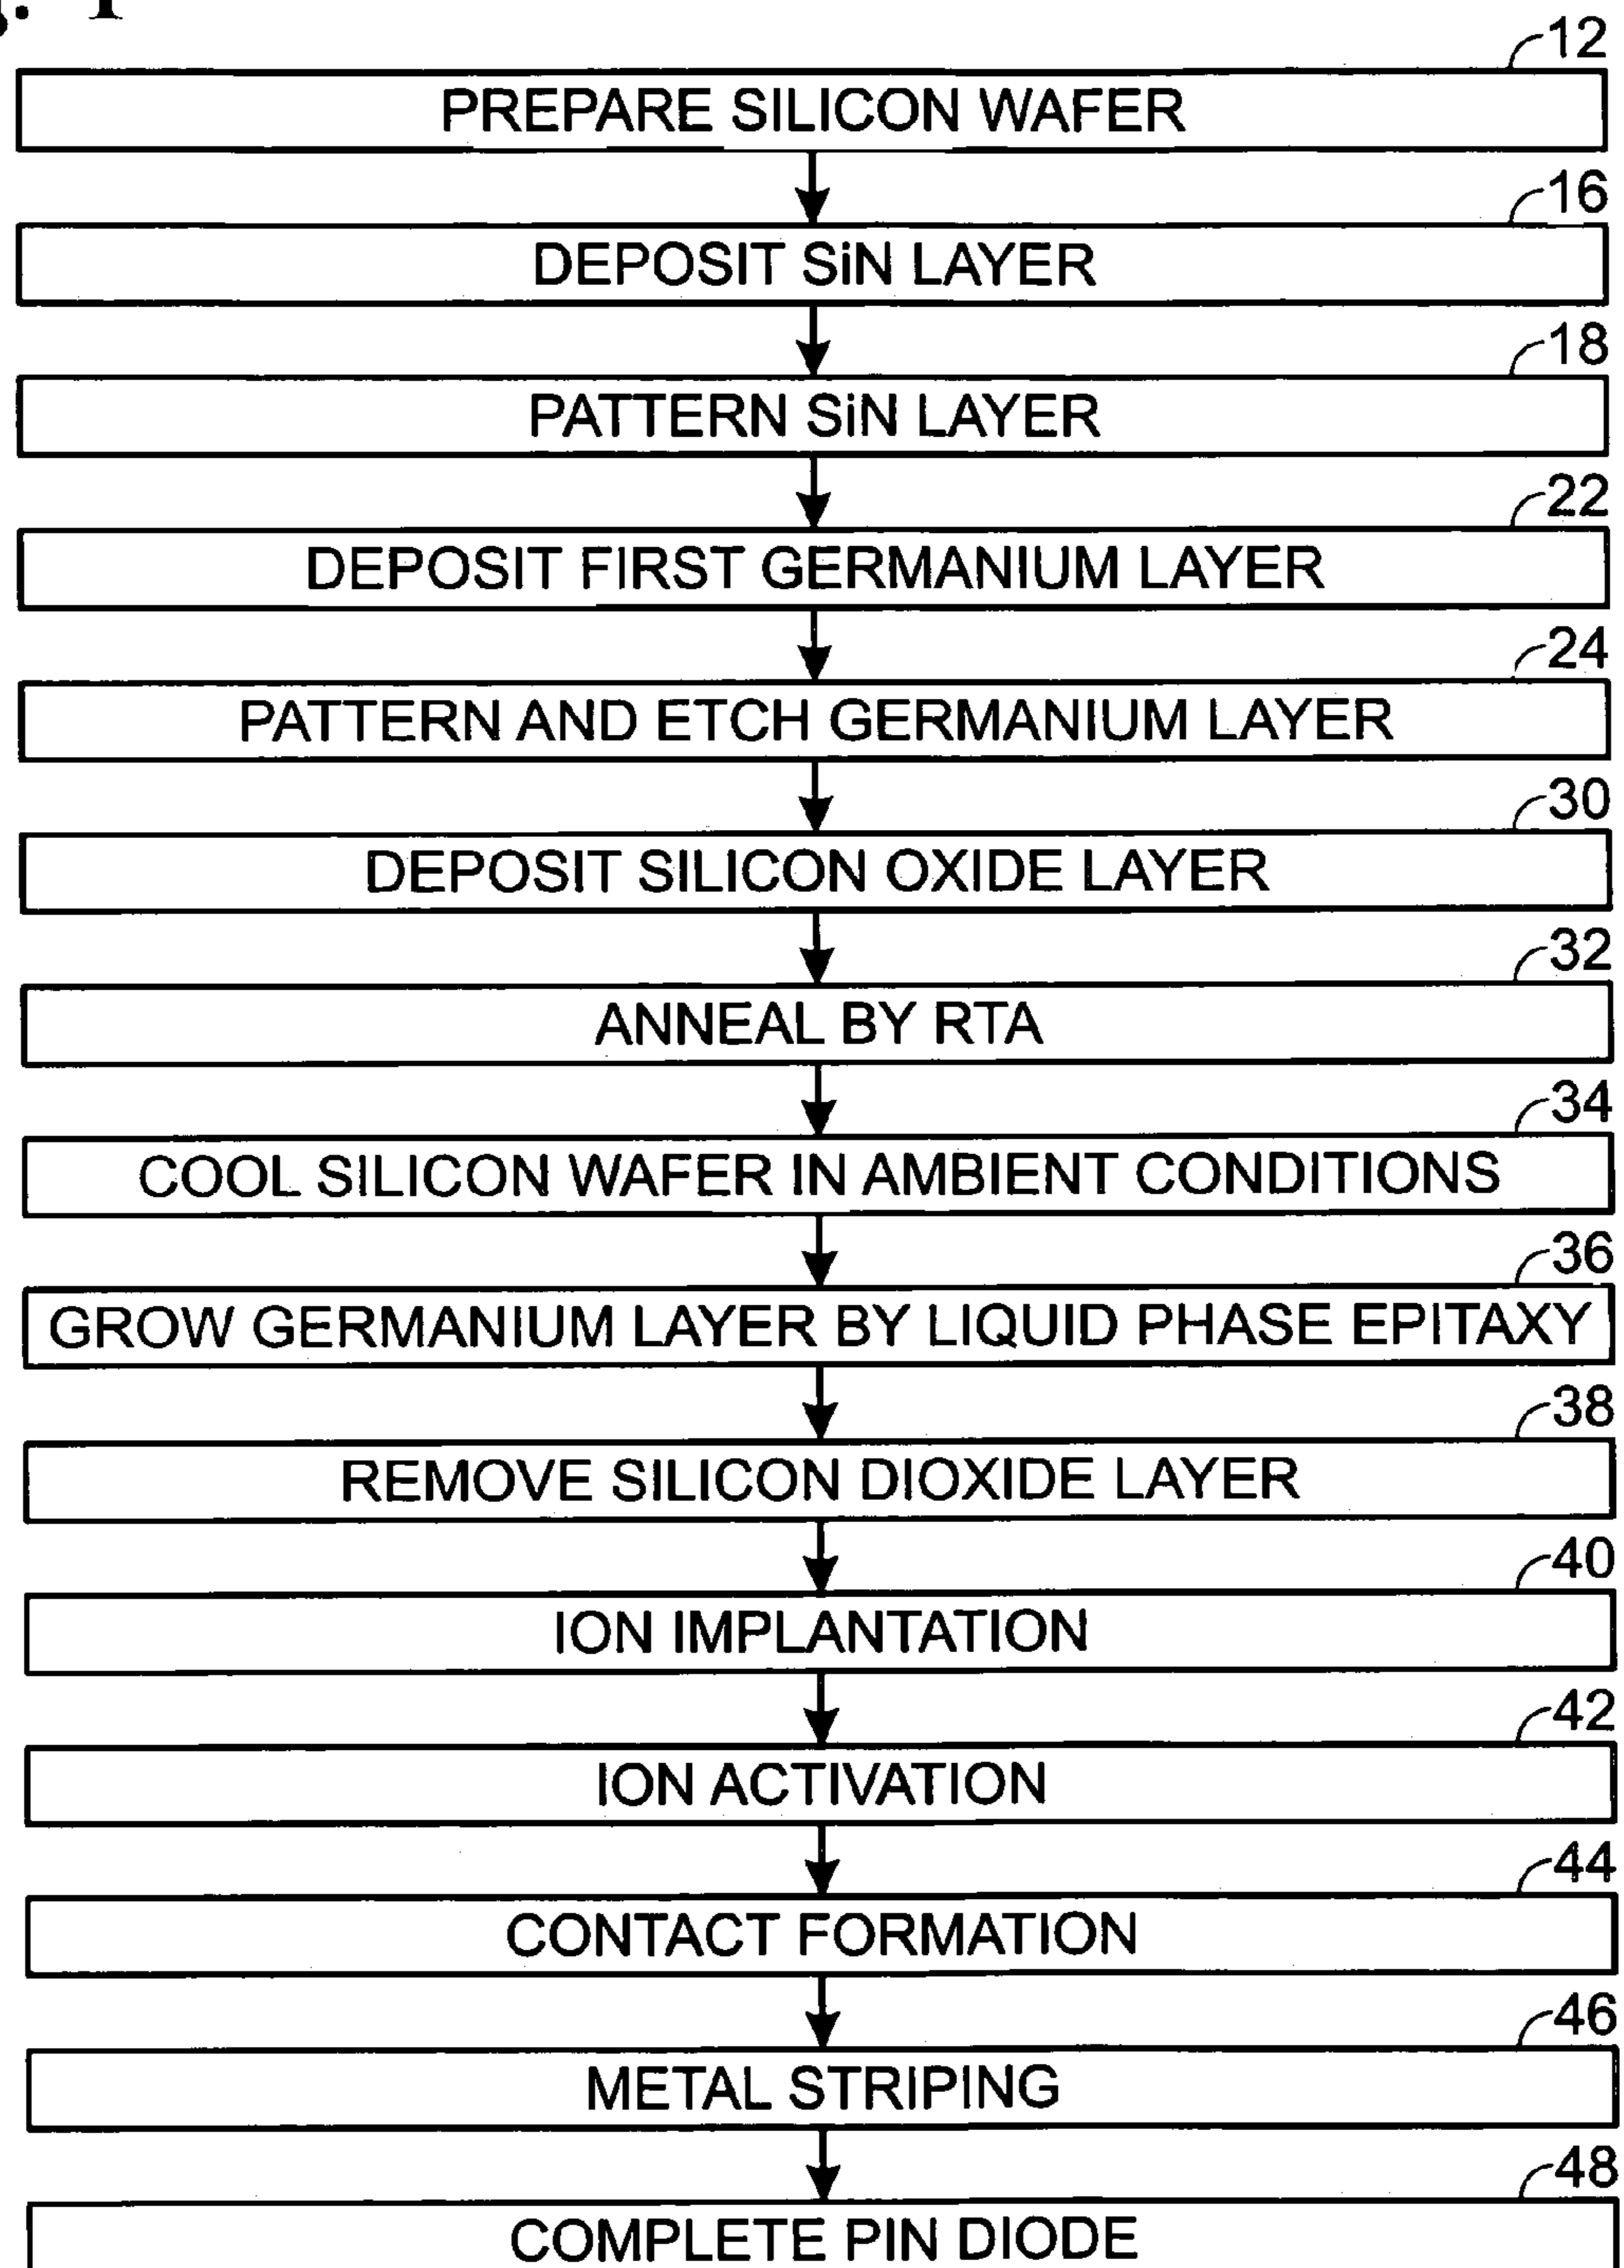 12
PREPARE SILICON WAFER
16
DEPOSIT SiN LAYER
18
PATTERN SiN LAYER
22
DEPOSIT FIRST GERMANIUM LAYER
24
PATTERN AND ETCH GERMANIUM LAYER
30
DEPOSIT SILICON OXIDE LAYER
32
ANNEAL BY RTA
34
COOL SILICON WAFER IN AMBIENT CONDITIONS
36
GROW GERMANIUM LAYER BY LIQUID PHASE EPITAXY
38
REMOVE SILICON DIOXIDE LAYER
40
ION IMPLANTATION
42
ION ACTIVATION
44
CONTACT FORMATION
46
METAL STRIPING
48
COMPLETE PIN DIODE